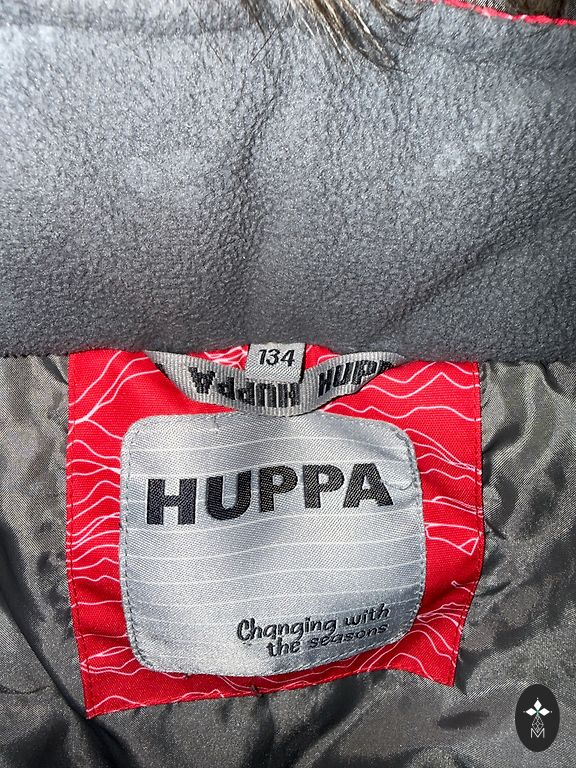 134
HUPPA HUPPA
HUPPA
Changing with
the seasons
M